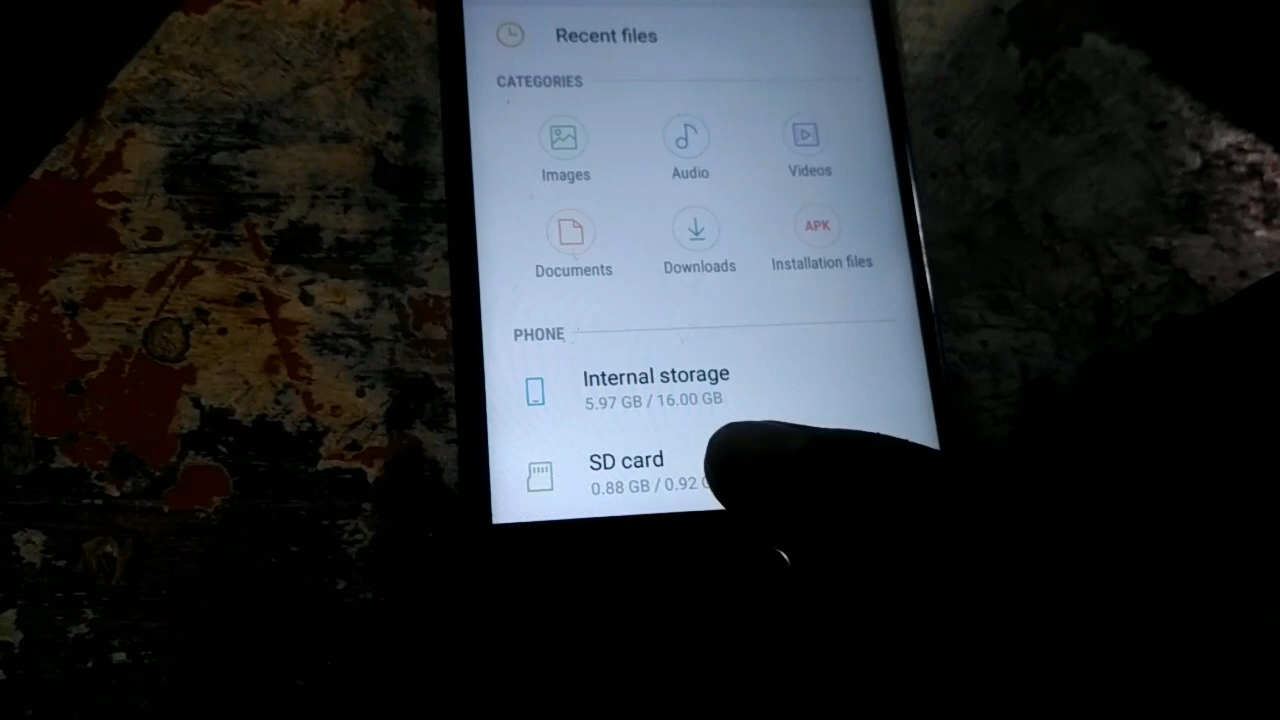 Recent files
CATEGORIES
Images
Audio
Videos
APK
Documents
Downloads
Installation files
PHONE
Internal storage
5.97 GB / 16.00 GB
SD card
0.88 GB / 0.92